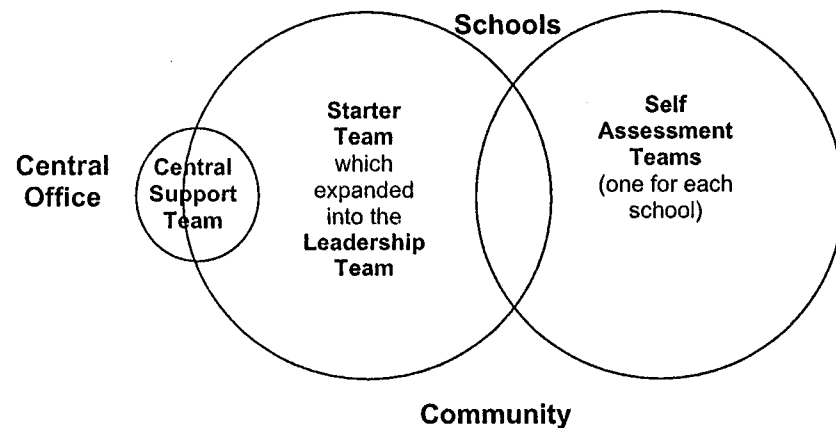 Schools
Central
Office
Central
Support
Team
Starter
Team
which
expanded
into the
Leadership
Team
Self
Assessment
Teams
(one for each
school)
Community